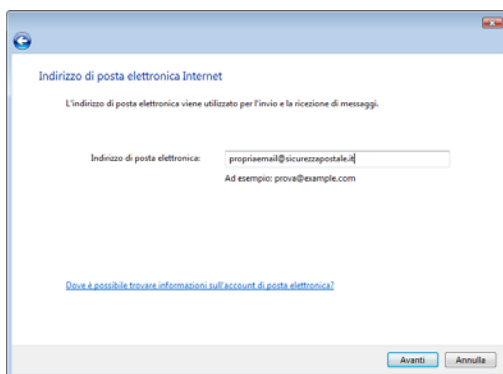 Indirizzo di posta elettronica Internet
L'indirizzo di posta elettronica viene utilizzato per l'invio e la ricezione di messaggi.
Indirizzo di posta elettronica: propriaemail@sicurezzapostale.it
Ad esempio: prova@example.com
Dove è possibile trovare informazioni sull'account di posta elettronica?
Avanti Annulla